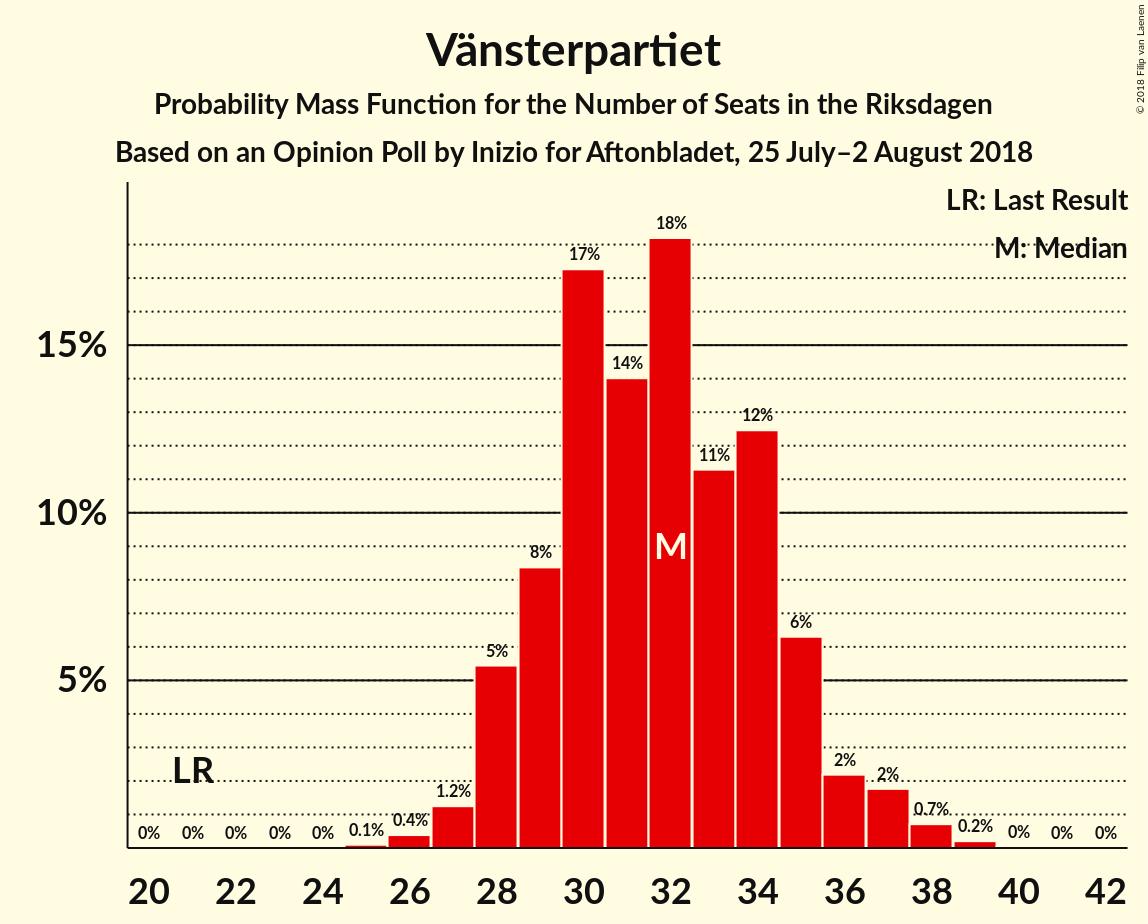 Vänsterpartiet
Probability Mass Function for the Number of Seats in the Riksdagen
Based on an Opinion Poll by Inizio for Aftonbladet, 25 July–2 August 2018
© 2018 Filip van Laenen
LR: Last Result
M: Median
18%
17%
15%
14%
12%
11%
10%
M
8%
6%
5%
5%
LR
2%
2%
1.2%
0.7%
0.4%
0.2%
0% 0% 0% 0% 0% 0.1% 0% 0% 0%
20 22 24 26 28 30 32 34 36 38 40 42